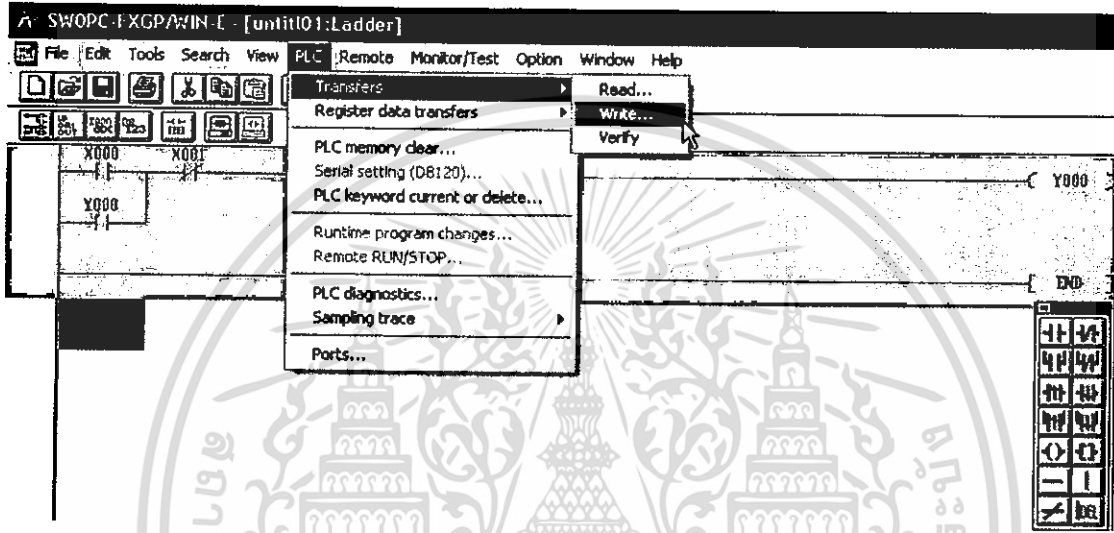 SWOPC-FXGP/WIN-E - [untitl01:Ladder]
File Edit Tools Search View PLC Remote Monitor/Test Option Window Help
Transfers
Read...
Register data transfers
Write...
Verify
PLC memory clear...
Serial setting (D8120)...
PLC keyword current or delete...
Runtime program changes...
Remote RUN/STOP...
PLC diagnostics...
Sampling trace
Ports...
X000 X001
Y000
Y000
END